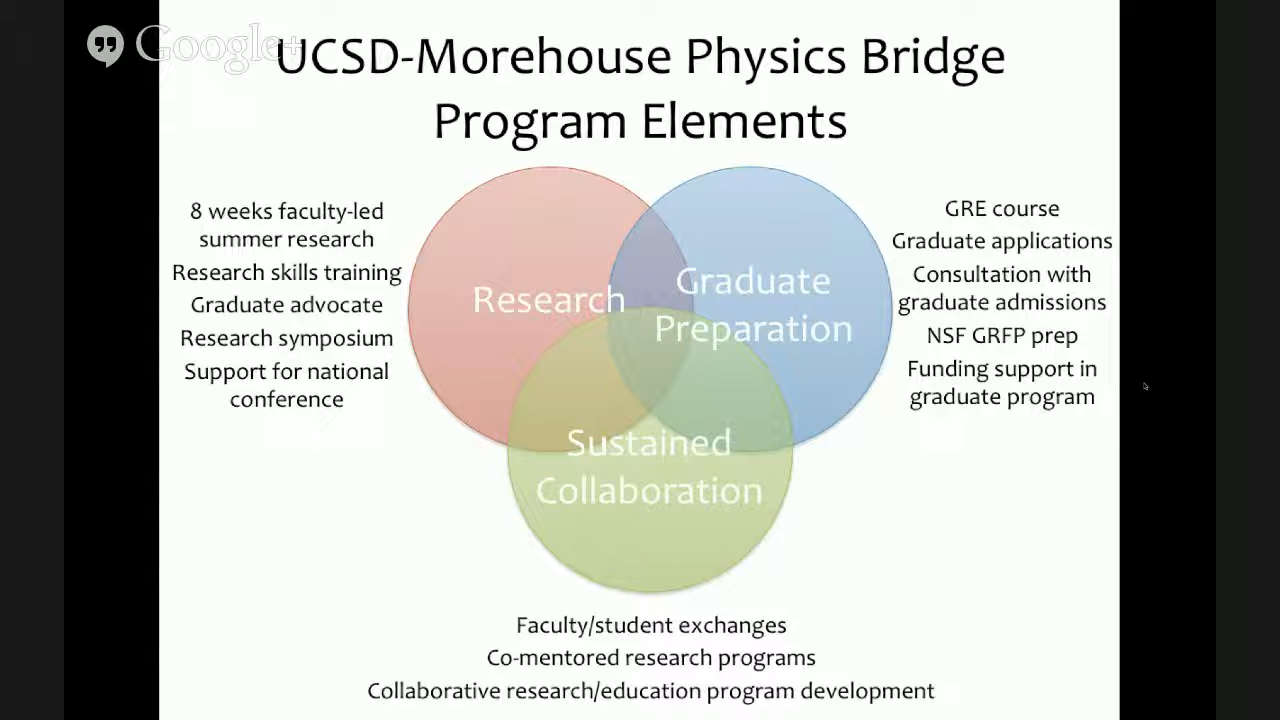 Google+
UCSD-Morehouse Physics Bridge
Program Elements
8 weeks faculty-led
summer research
Research skills training
Graduate advocate
Research symposium
Support for national
conference
Research
Graduate
Preparation
Sustained
Collaboration
GRE course
Graduate applications
Consultation with
graduate admissions
NSF GRFP prep
Funding support in
graduate program
Faculty/student exchanges
Co-mentored research programs
Collaborative research/education program development